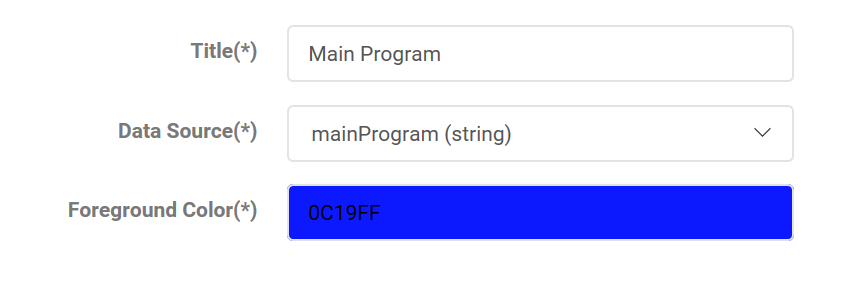 Title(*)
Main Program
Data Source(*)
mainProgram (string)
Foreground Color(*)
0C19FF